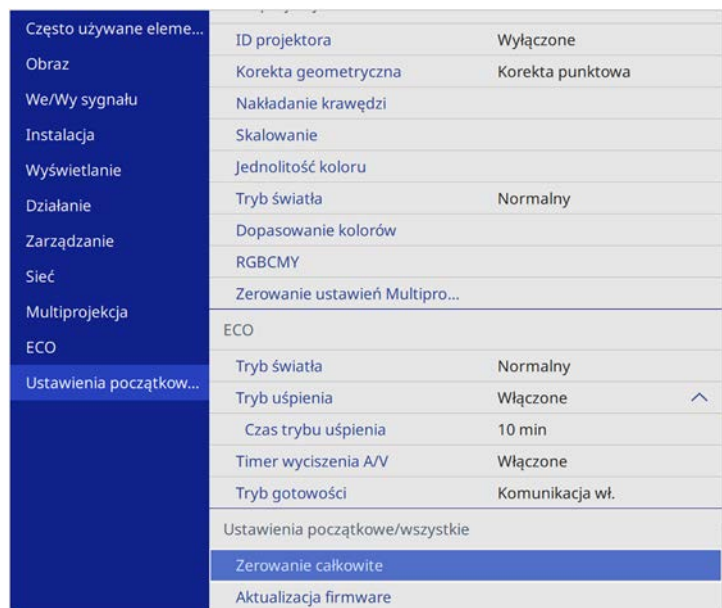 Często używane eleme...
Obraz
We/Wy sygnału
Instalacja
Wyświetlanie
Działanie
Zarządzanie
Sieć
Multiprojekcja
ECO
Ustawienia początkow...
ID projektora Wyłączone
Korekta geometryczna Korekta punktowa
Nakładanie krawędzi
Skalowanie
Jednolitość koloru
Tryb światła Normalny
Dopasowanie kolorów
RGBCMY
Zerowanie ustawień Multipro...
ECO
Tryb światła Normalny
Tryb uśpienia Włączone
Czas trybu uśpienia 10 min
Timer wyciszenia A/V Włączone
Tryb gotowości Komunikacja wł.
Ustawienia początkowe/wszystkie
Zerowanie całkowite
Aktualizacja firmware